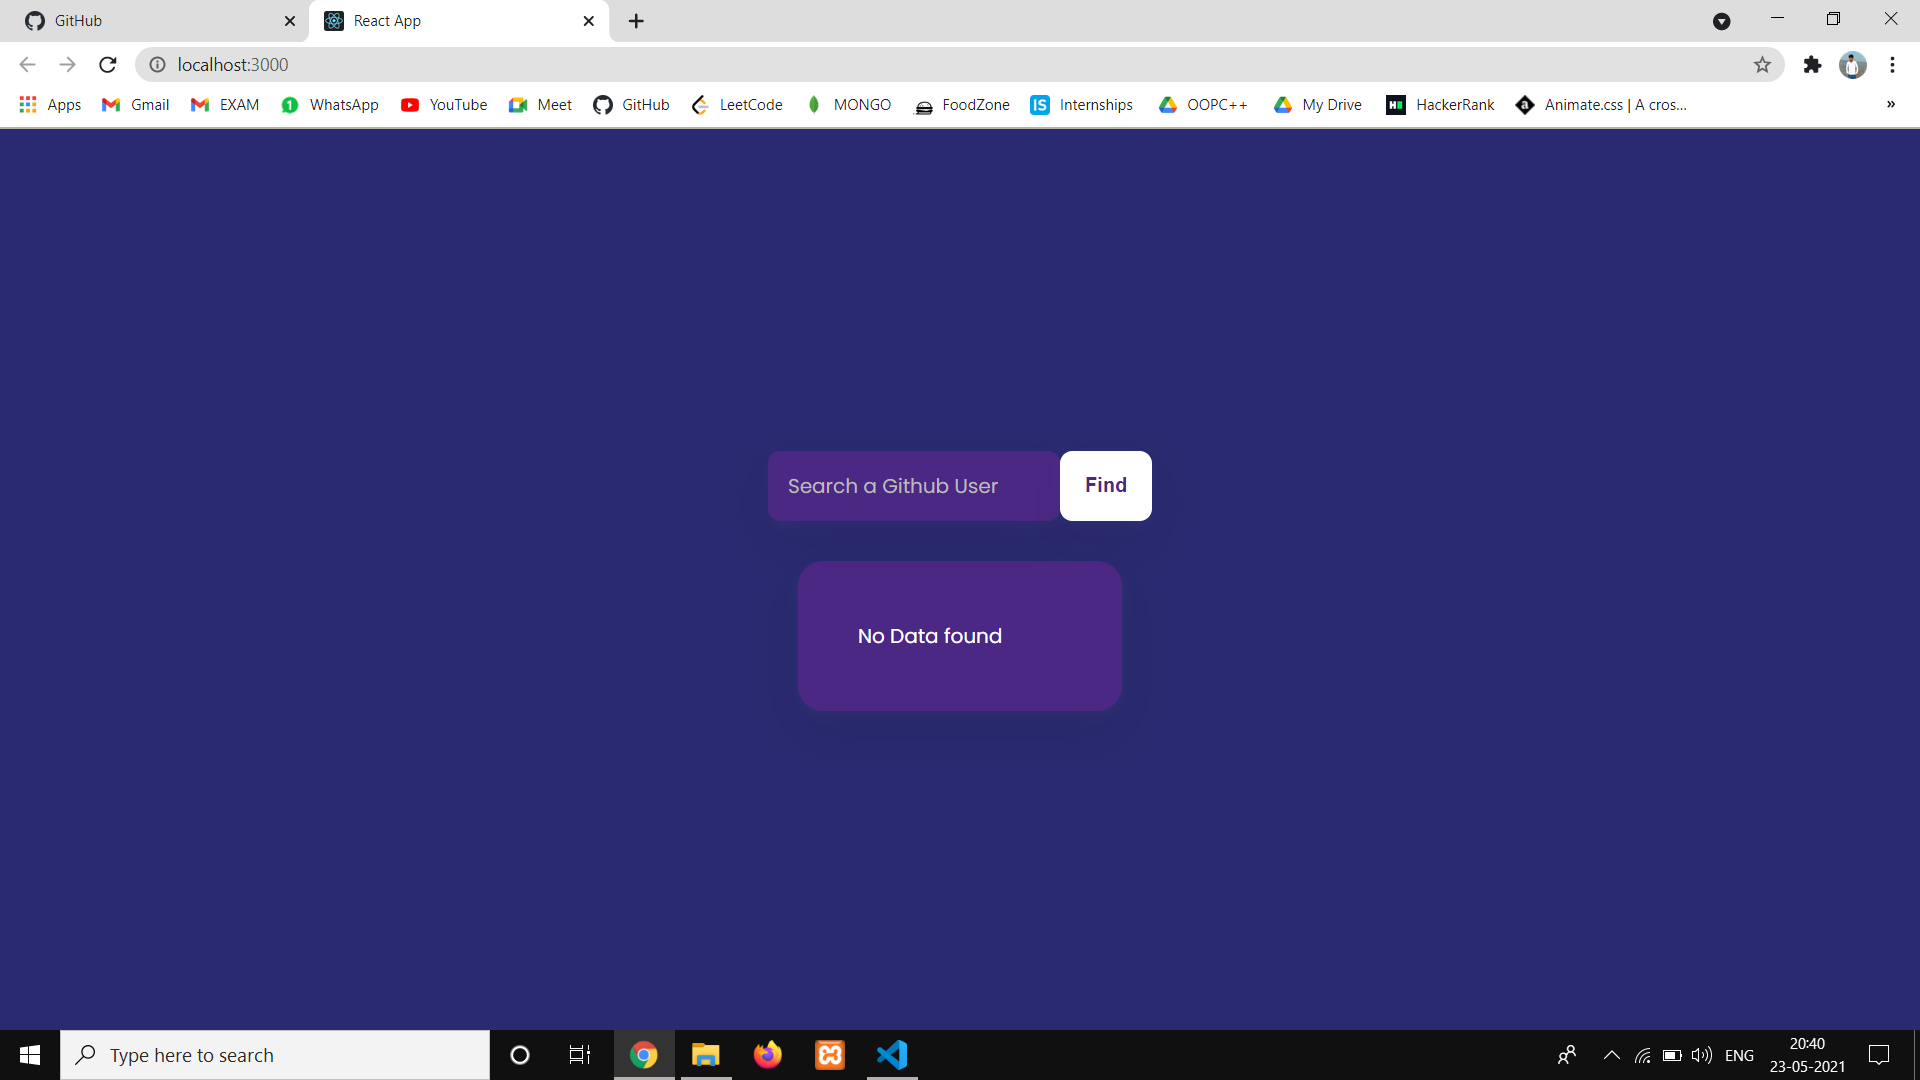 GitHub
React App
localhost:3000
Apps Gmail EXAM WhatsApp YouTube Meet GitHub LeetCode MONGO FoodZone Internships OOPC++ My Drive HackerRank Animate.css | A cros... »
Search a Github User
Find
No Data found
Type here to search
ENG
20:40
23-05-2021